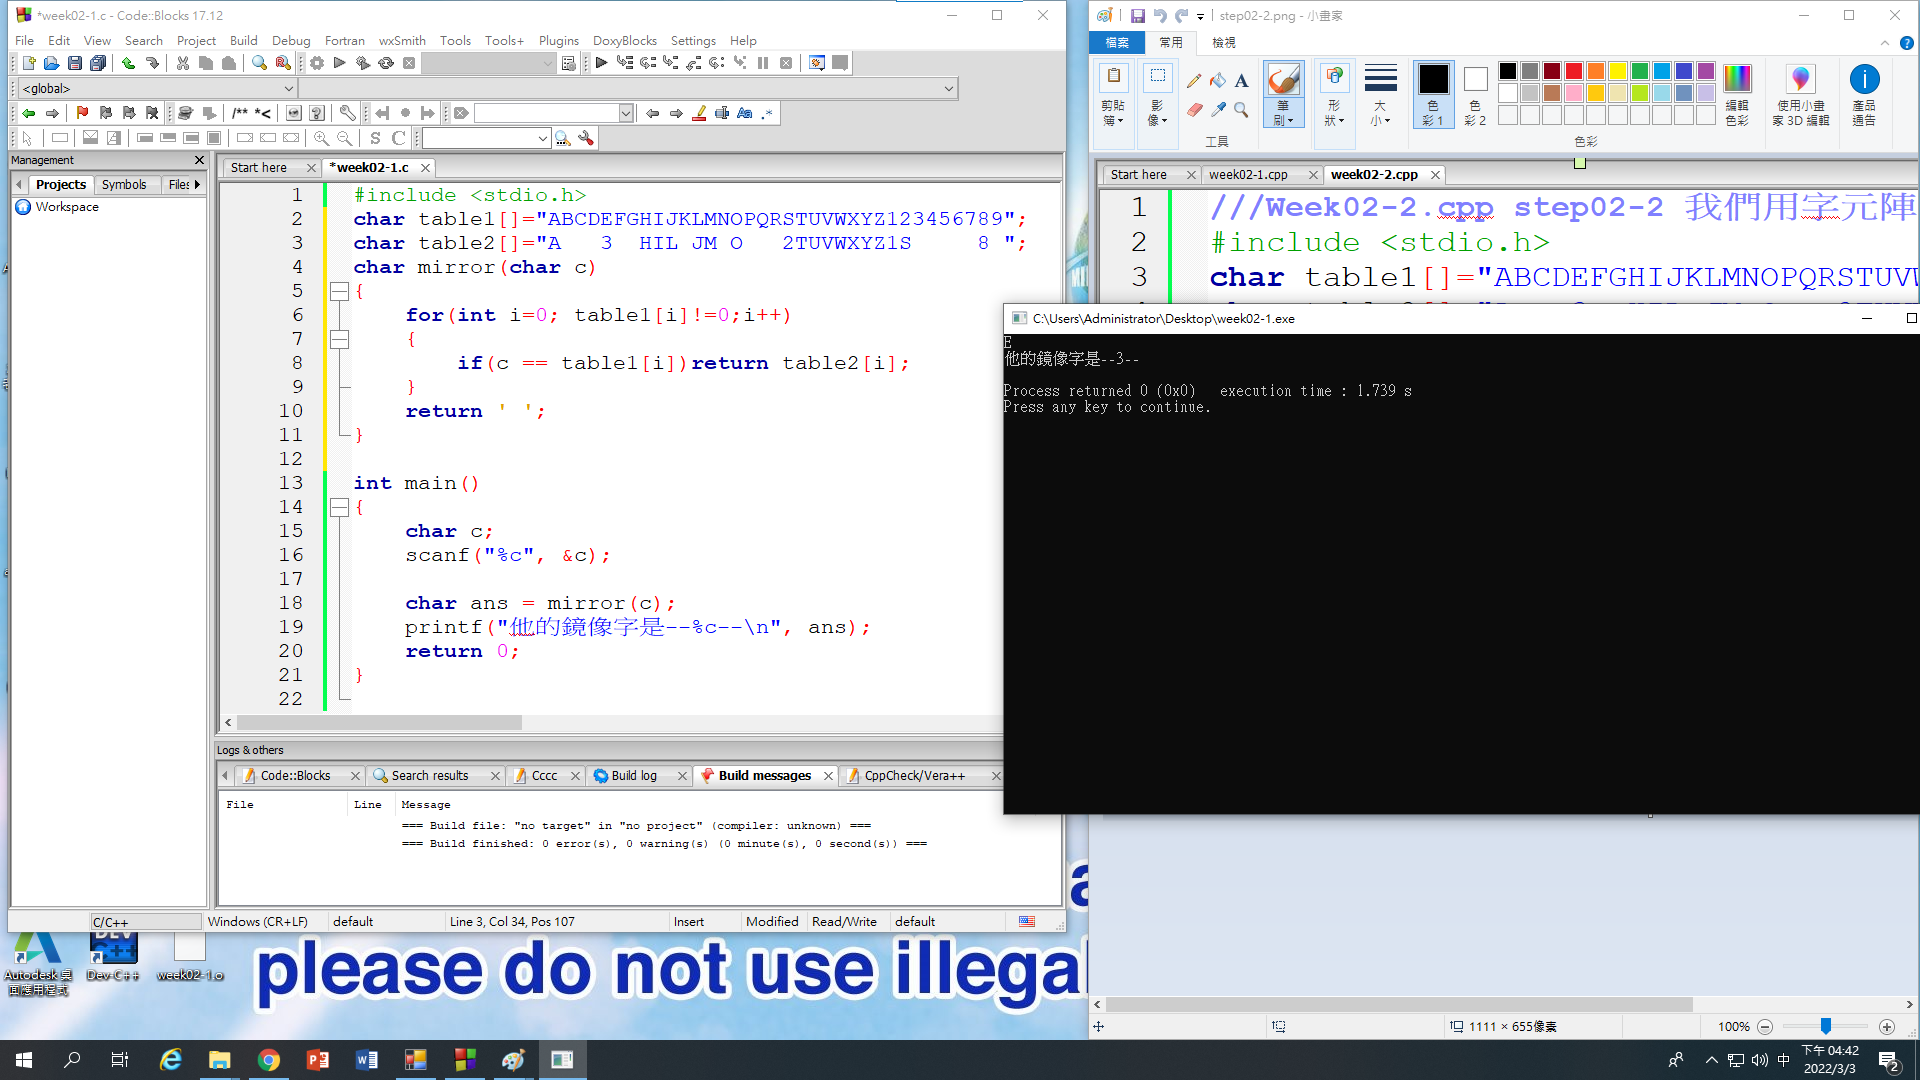 *week02-1.c - Code::Blocks 17.12
File Edit View Search Project Build Debug Fortran wxSmith Tools Tools+ Plugins DoxyBlocks Settings Help
<global>
/** *<
S C
Management
Projects Symbols Files
Workspace
Start here *week02-1.c
1 #include <stdio.h>
2 char table1[]="ABCDEFGHIJKLMNOPQRSTUVWXYZ123456789";
3 char table2[]="A   3  HIL JM O   2TUVWXYZ1S     8 ";
4 char mirror(char c)
5 {
6     for(int i=0; table1[i]!=0;i++)
7     {
8         if(c == table1[i])return table2[i];
9     }
10     return ' ';
11 }
12
13 int main()
14 {
15     char c;
16     scanf("%c", &c);
17
18     char ans = mirror(c);
19     printf("他的鏡像字是--%c--\n", ans);
20     return 0;
21 }
22
Logs & others
Code::Blocks Search results Cccc Build log Build messages CppCheck/Vera++
File Line Message
=== Build file: "no target" in "no project" (compiler: unknown) ===
=== Build finished: 0 error(s), 0 warning(s) (0 minute(s), 0 second(s)) ===
C/C++ Windows (CR+LF) default Line 3, Col 34, Pos 107 Insert Modified Read/Write default
step02-2.png - 小畫家
檔案 常用 檢視
剪貼簿 影像 工具 筆刷 形狀 大小 色彩 1 色彩 2 色彩 編輯色彩 使用小畫家 3D 編輯 產品通告
Start here week02-1.cpp week02-2.cpp
1 ///Week02-2.cpp step02-2 我們用字元陣
2 #include <stdio.h>
3 char table1[]="ABCDEFGHIJKLMNOPQRSTUV
C:\Users\Administrator\Desktop\week02-1.exe
E
他的鏡像字是--3--
Process returned 0 (0x0)   execution time : 1.739 s
Press any key to continue.
1111 × 655像素 100%
Autodesk 桌面應用程式
Dev-C++
week02-1.o
please do not use illegal
下午 04:42
2022/3/3
中
2